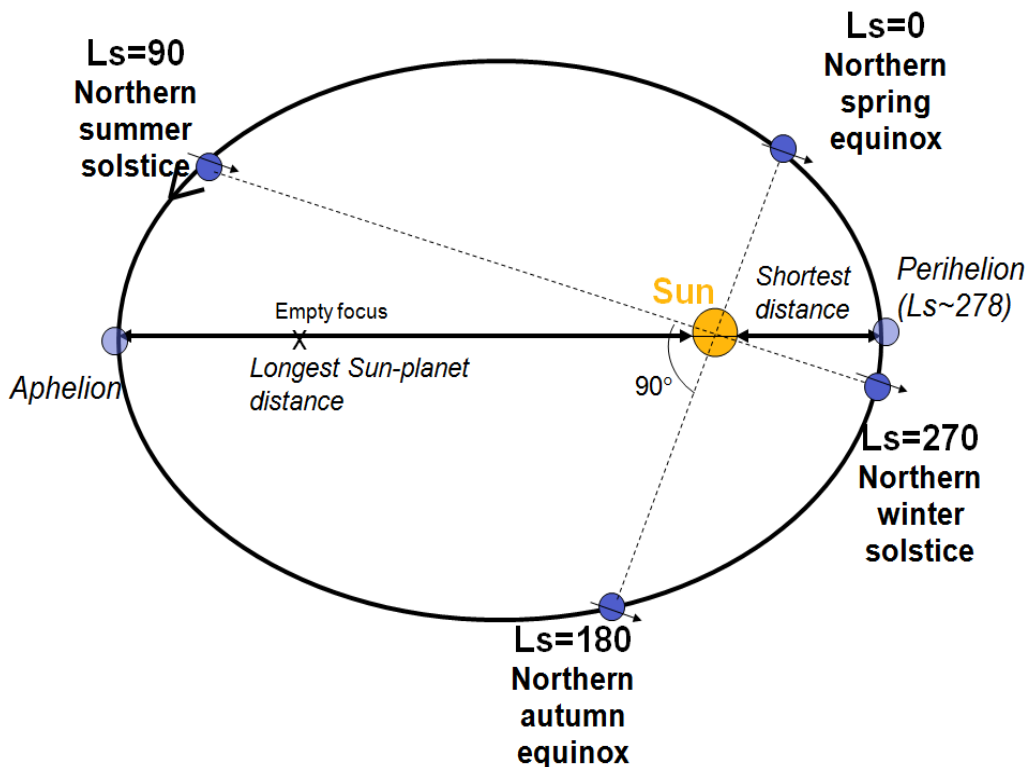 Ls=0
Northern
spring
equinox
Ls=90
Northern
summer
solstice
Sun
Shortest
distance
Perihelion
(Ls~278)
Empty focus
X
Longest Sun-planet
distance
Aphelion
90°
Ls=270
Northern
winter
solstice
Ls=180
Northern
autumn
equinox